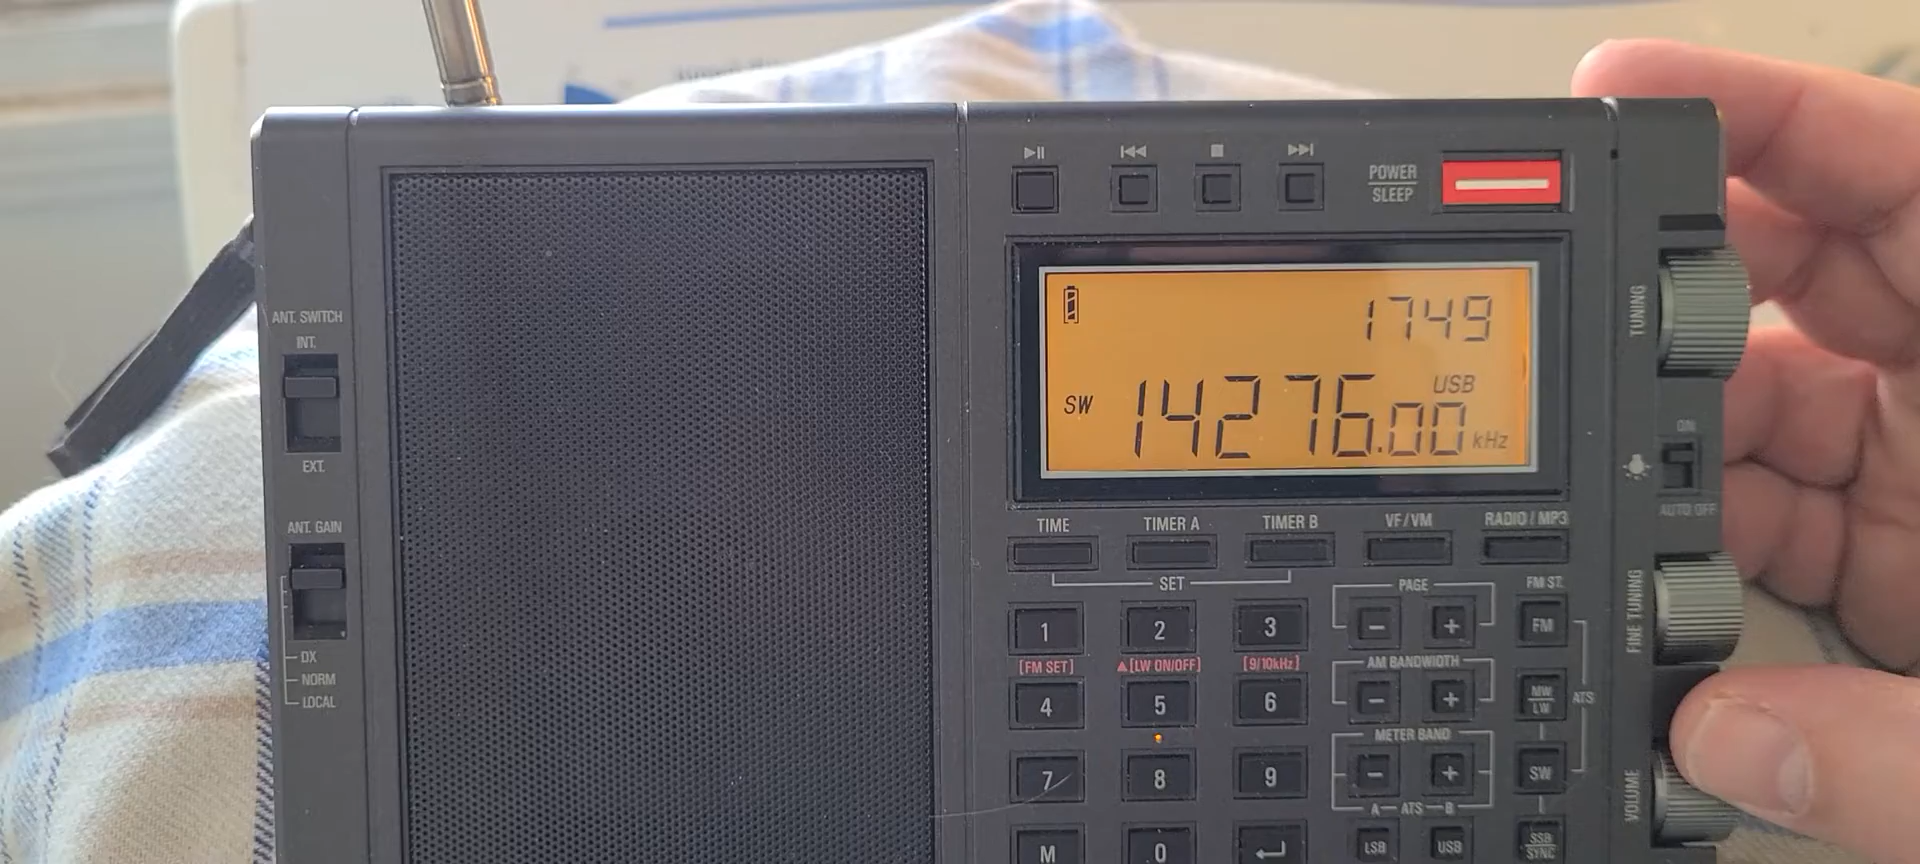 POWER
SLEEP
ANT. SWITCH
INT.
EXT.
ANT. GAIN
DX
NORM
LOCAL
1749
USB
SW 14276.00 kHz
TUNING
ON
AUTO OFF
TIME TIMER A TIMER B VF/VM RADIO / MP3
SET
PAGE
FM ST.
1 2 3 - + FM
[FM SET] ▲[LW ON/OFF] [9/10kHz] AM BANDWIDTH
FINE TUNING
4 5 6 - + MW
LW
ATS
METER BAND
7 8 9 - + SW
A ATS B
VOLUME
M 0 LSB USB SSB
SYNC